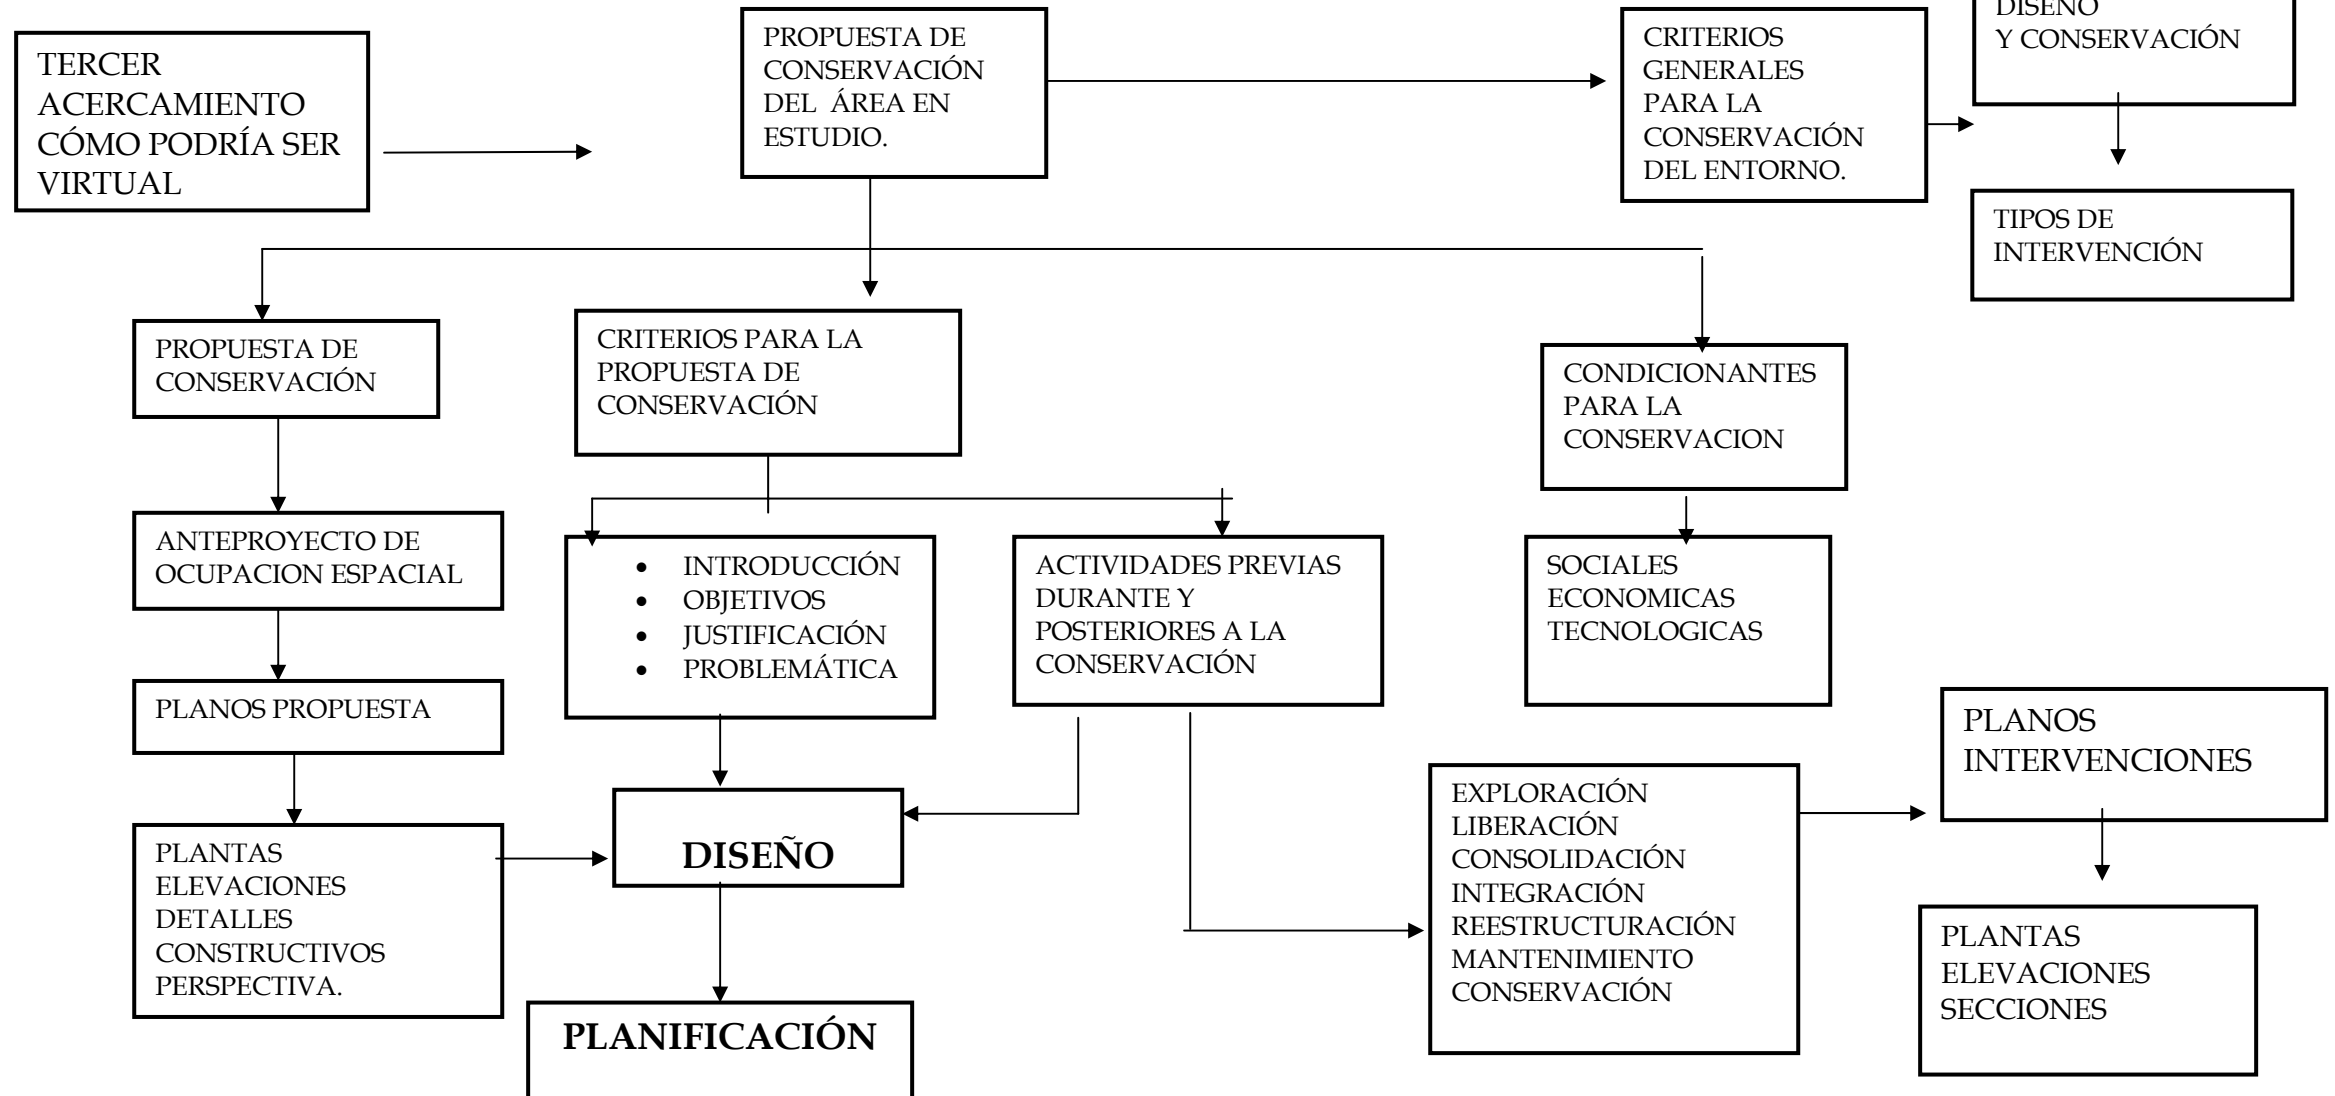 TERCER
ACERCAMIENTO
CÓMO PODRÍA SER
VIRTUAL
PROPUESTA DE
CONSERVACIÓN
DEL ÁREA EN
ESTUDIO.
CRITERIOS
GENERALES
PARA LA
CONSERVACIÓN
DEL ENTORNO.
DISEÑO
Y CONSERVACIÓN
TIPOS DE
INTERVENCIÓN
PROPUESTA DE
CONSERVACIÓN
CRITERIOS PARA LA
PROPUESTA DE
CONSERVACIÓN
CONDICIONANTES
PARA LA
CONSERVACION
ANTEPROYECTO DE
OCUPACION ESPACIAL
• INTRODUCCIÓN
• OBJETIVOS
• JUSTIFICACIÓN
• PROBLEMÁTICA
ACTIVIDADES PREVIAS
DURANTE Y
POSTERIORES A LA
CONSERVACIÓN
SOCIALES
ECONOMICAS
TECNOLOGICAS
PLANOS PROPUESTA
PLANOS
INTERVENCIONES
PLANTAS
ELEVACIONES
DETALLES
CONSTRUCTIVOS
PERSPECTIVA.
DISEÑO
EXPLORACIÓN
LIBERACIÓN
CONSOLIDACIÓN
INTEGRACIÓN
REESTRUCTURACIÓN
MANTENIMIENTO
CONSERVACIÓN
PLANTAS
ELEVACIONES
SECCIONES
PLANIFICACIÓN